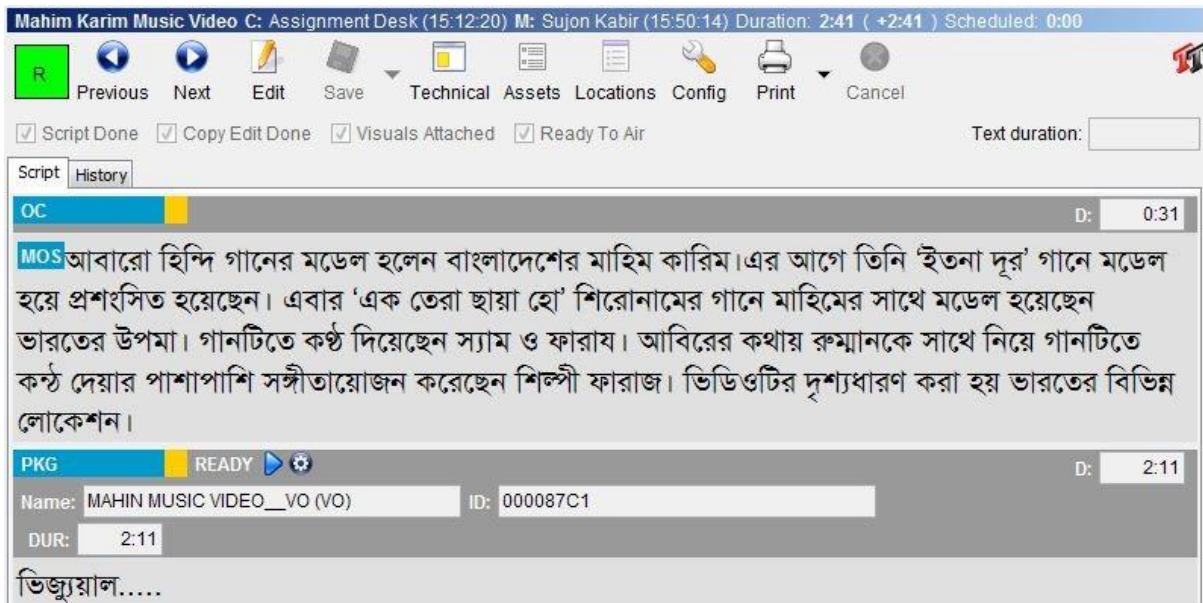 Mahim Karim Music Video C: Assignment Desk (15:12:20) M: Sujon Kabir (15:50:14) Duration: 2:41 ( +2:41 ) Scheduled: 0:00
R Previous Next Edit Save Technical Assets Locations Config Print Cancel
Script Done Copy Edit Done Visuals Attached Ready To Air Text duration:
Script History
OC D: 0:31
MOS আবারো হিন্দি গানের মডেল হলেন বাংলাদেশের মাহিম কারিম।এর আগে তিনি ‘ইতনা দূর’ গানে মডেল
হয়ে প্রশংসিত হয়েছেন। এবার ‘এক তেরা ছায়া হো’ শিরোনামের গানে মাহিমের সাথে মডেল হয়েছেন
ভারতের উপমা। গানটিতে কণ্ঠ দিয়েছেন স্যাম ও ফারায। আবিরের কথায় রুম্মানকে সাথে নিয়ে গানটিতে
কন্ঠ দেয়ার পাশাপাশি সঙ্গীতায়োজন করেছেন শিল্পী ফারাজ। ভিডিওটির দৃশ্যধারণ করা হয় ভারতের বিভিন্ন
লোকেশন।
PKG READY D: 2:11
Name: MAHIN MUSIC VIDEO__VO (VO) ID: 000087C1
DUR: 2:11
ভিজ্যুয়াল.....